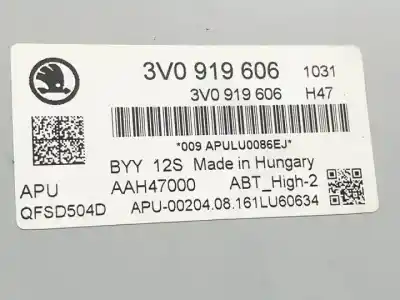 3V0 919 606 1031
3V0 919 606 H47
*009 APULU0086EJ*
BYY 12S Made in Hungary
APU AAH47000 ABT_High-2
QFSD504D APU-00204.08.161LU60634